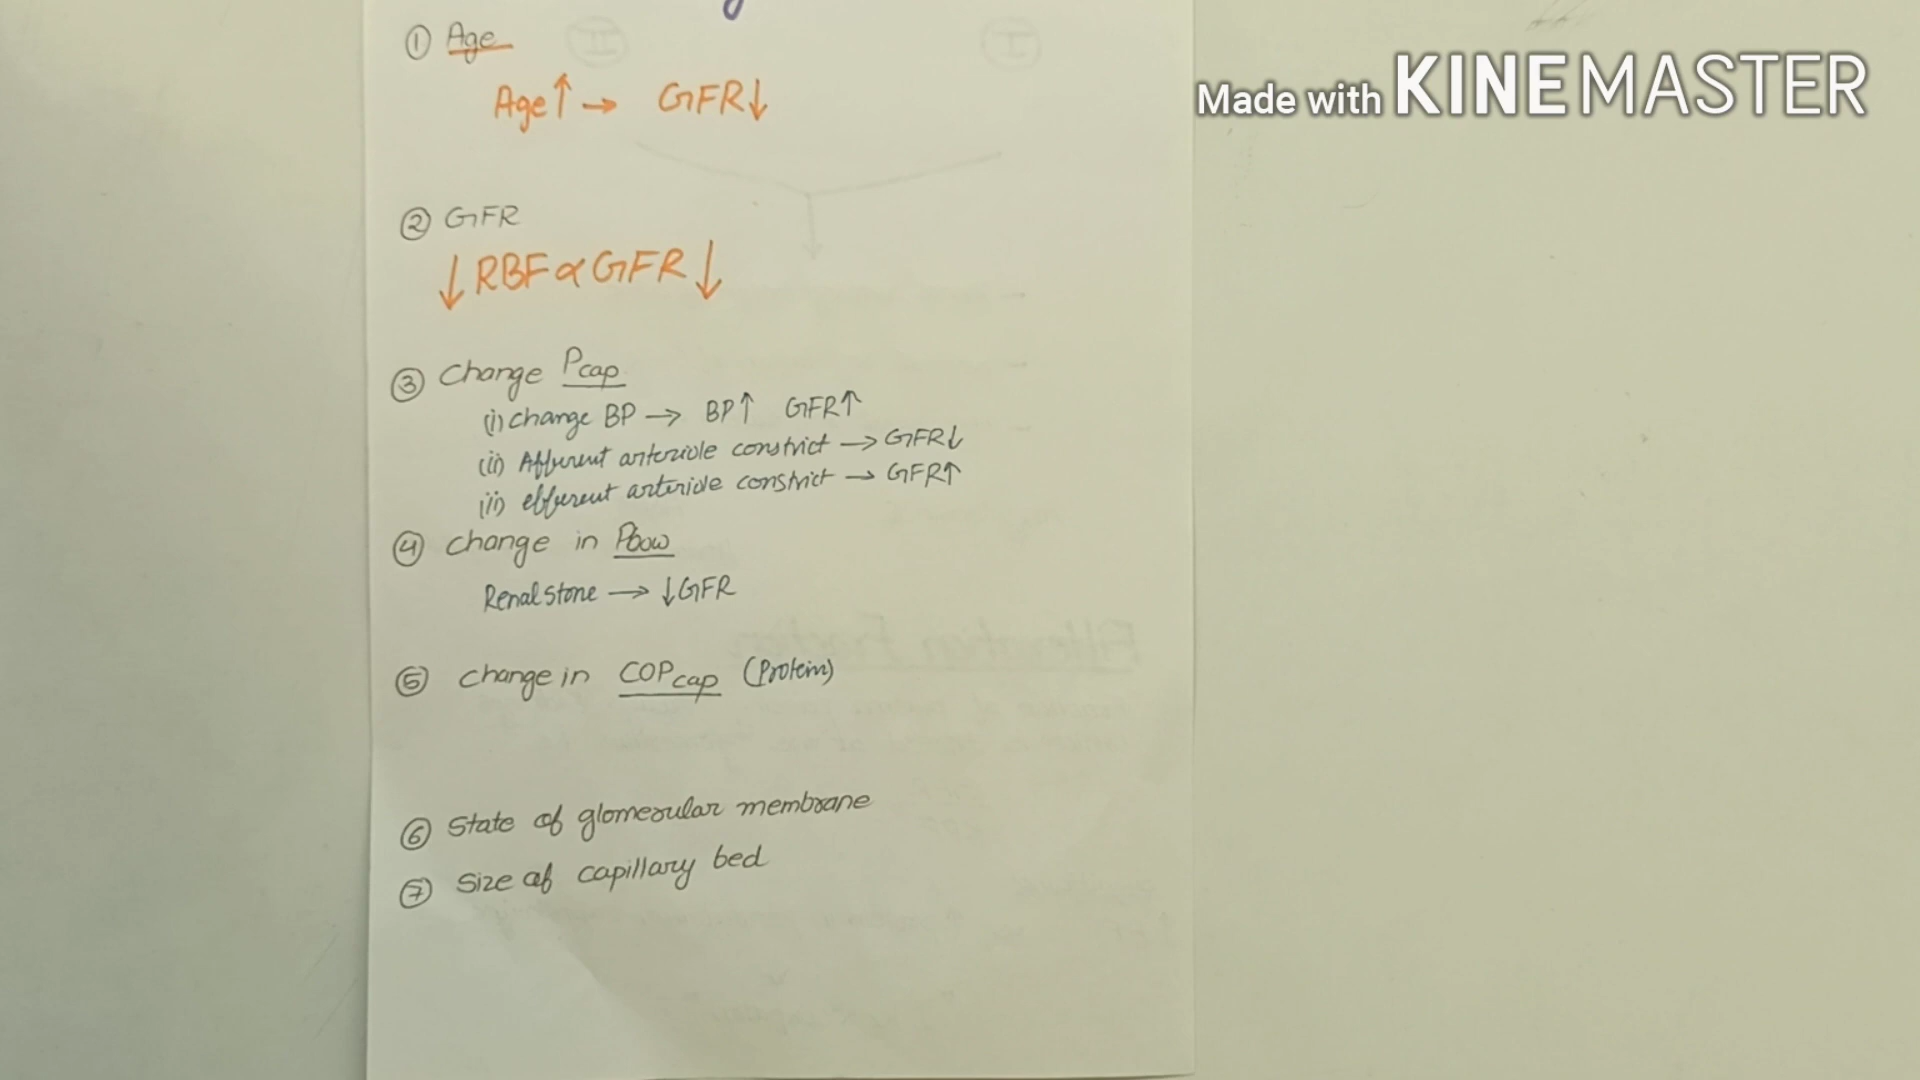 ① Age
Age↑ → GFR↓
② GFR
↓ RBF ∝ GFR ↓
③ Change Pcap
(i) change BP → BP↑ GFR↑
(ii) Afferent arteriole constrict → GFR↓
(iii) efferent arteriole constrict → GFR↑
④ change in Pbow
Renal stone → ↓GFR
⑤ change in COPcap (Protein)
⑥ State of glomerular membrane
⑦ Size of capillary bed
Made with KINEMASTER